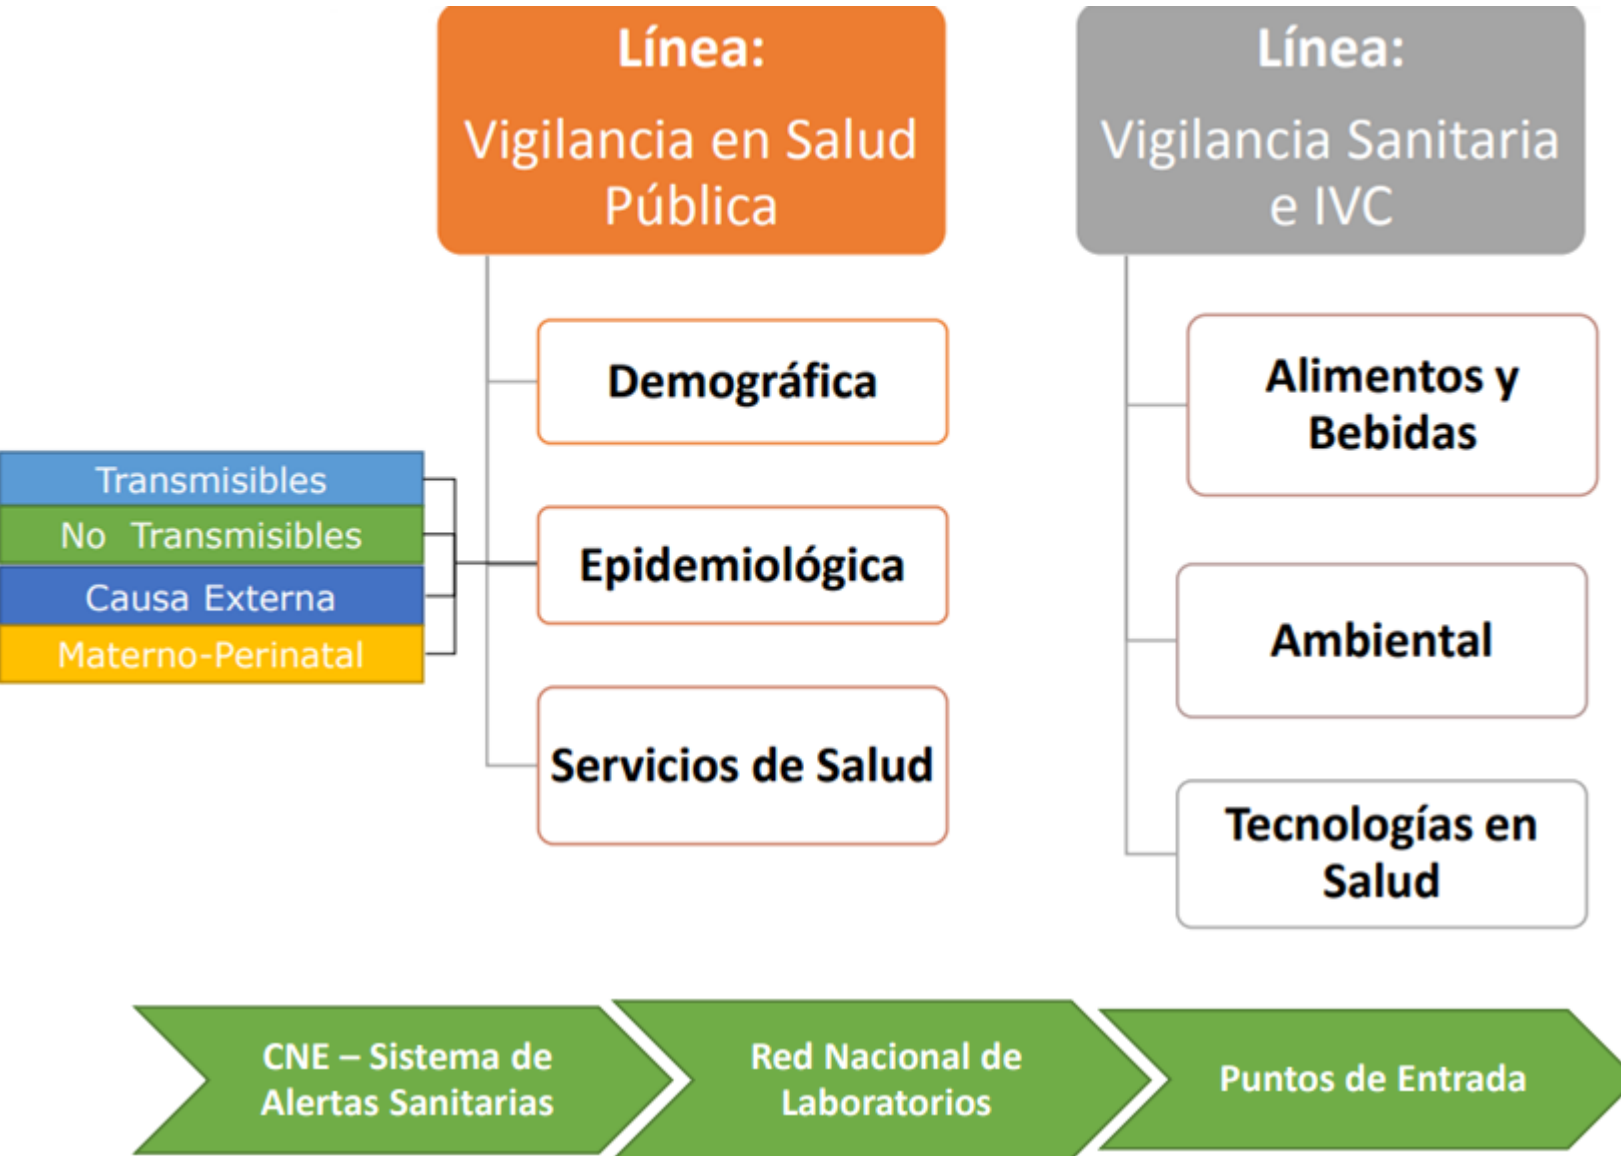 Línea:
Vigilancia en Salud
Pública
Línea:
Vigilancia Sanitaria
e IVC
Demográfica
Epidemiológica
Servicios de Salud
Transmisibles
No Transmisibles
Causa Externa
Materno-Perinatal
Alimentos y
Bebidas
Ambiental
Tecnologías en
Salud
CNE – Sistema de
Alertas Sanitarias
Red Nacional de
Laboratorios
Puntos de Entrada